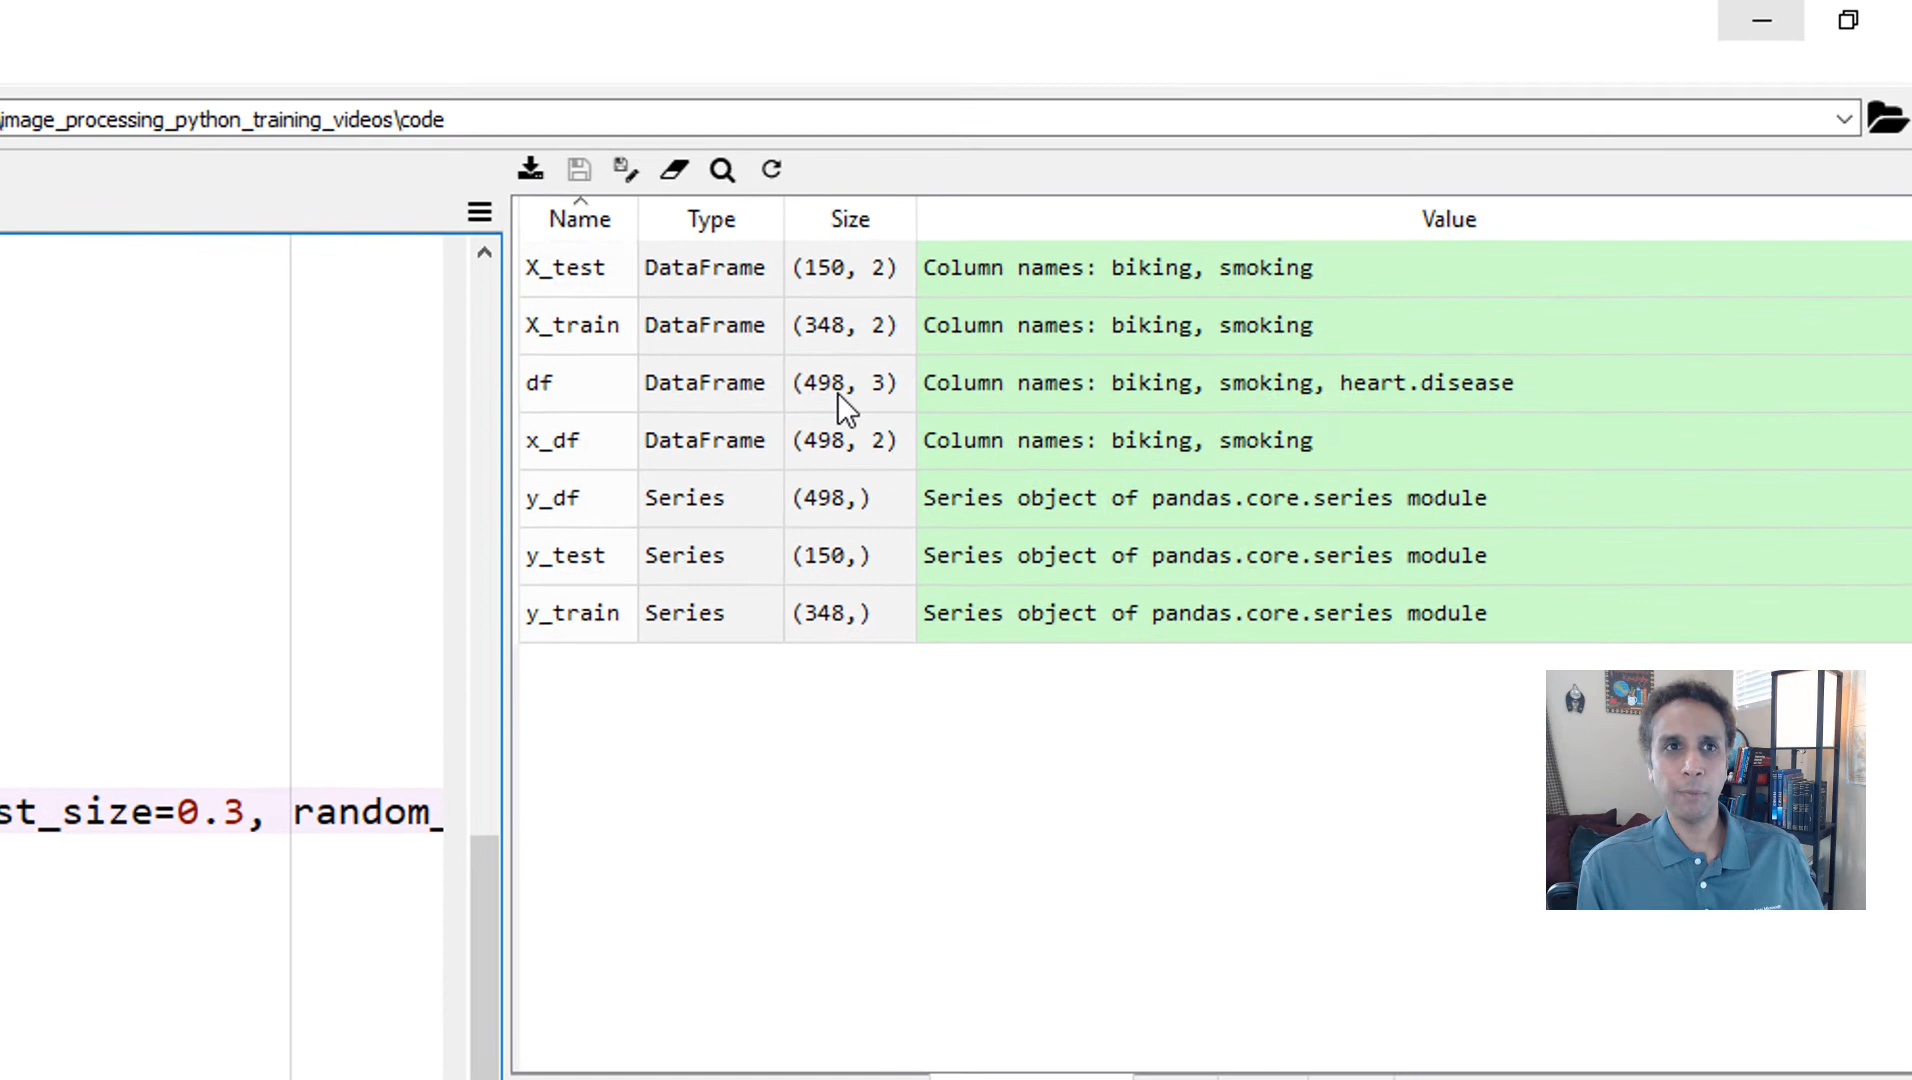 image_processing_python_training_videos\code
Name Type Size Value
X_test DataFrame (150, 2) Column names: biking, smoking
X_train DataFrame (348, 2) Column names: biking, smoking
df DataFrame (498, 3) Column names: biking, smoking, heart.disease
x_df DataFrame (498, 2) Column names: biking, smoking
y_df Series (498,) Series object of pandas.core.series module
y_test Series (150,) Series object of pandas.core.series module
y_train Series (348,) Series object of pandas.core.series module
st_size=0.3, random_